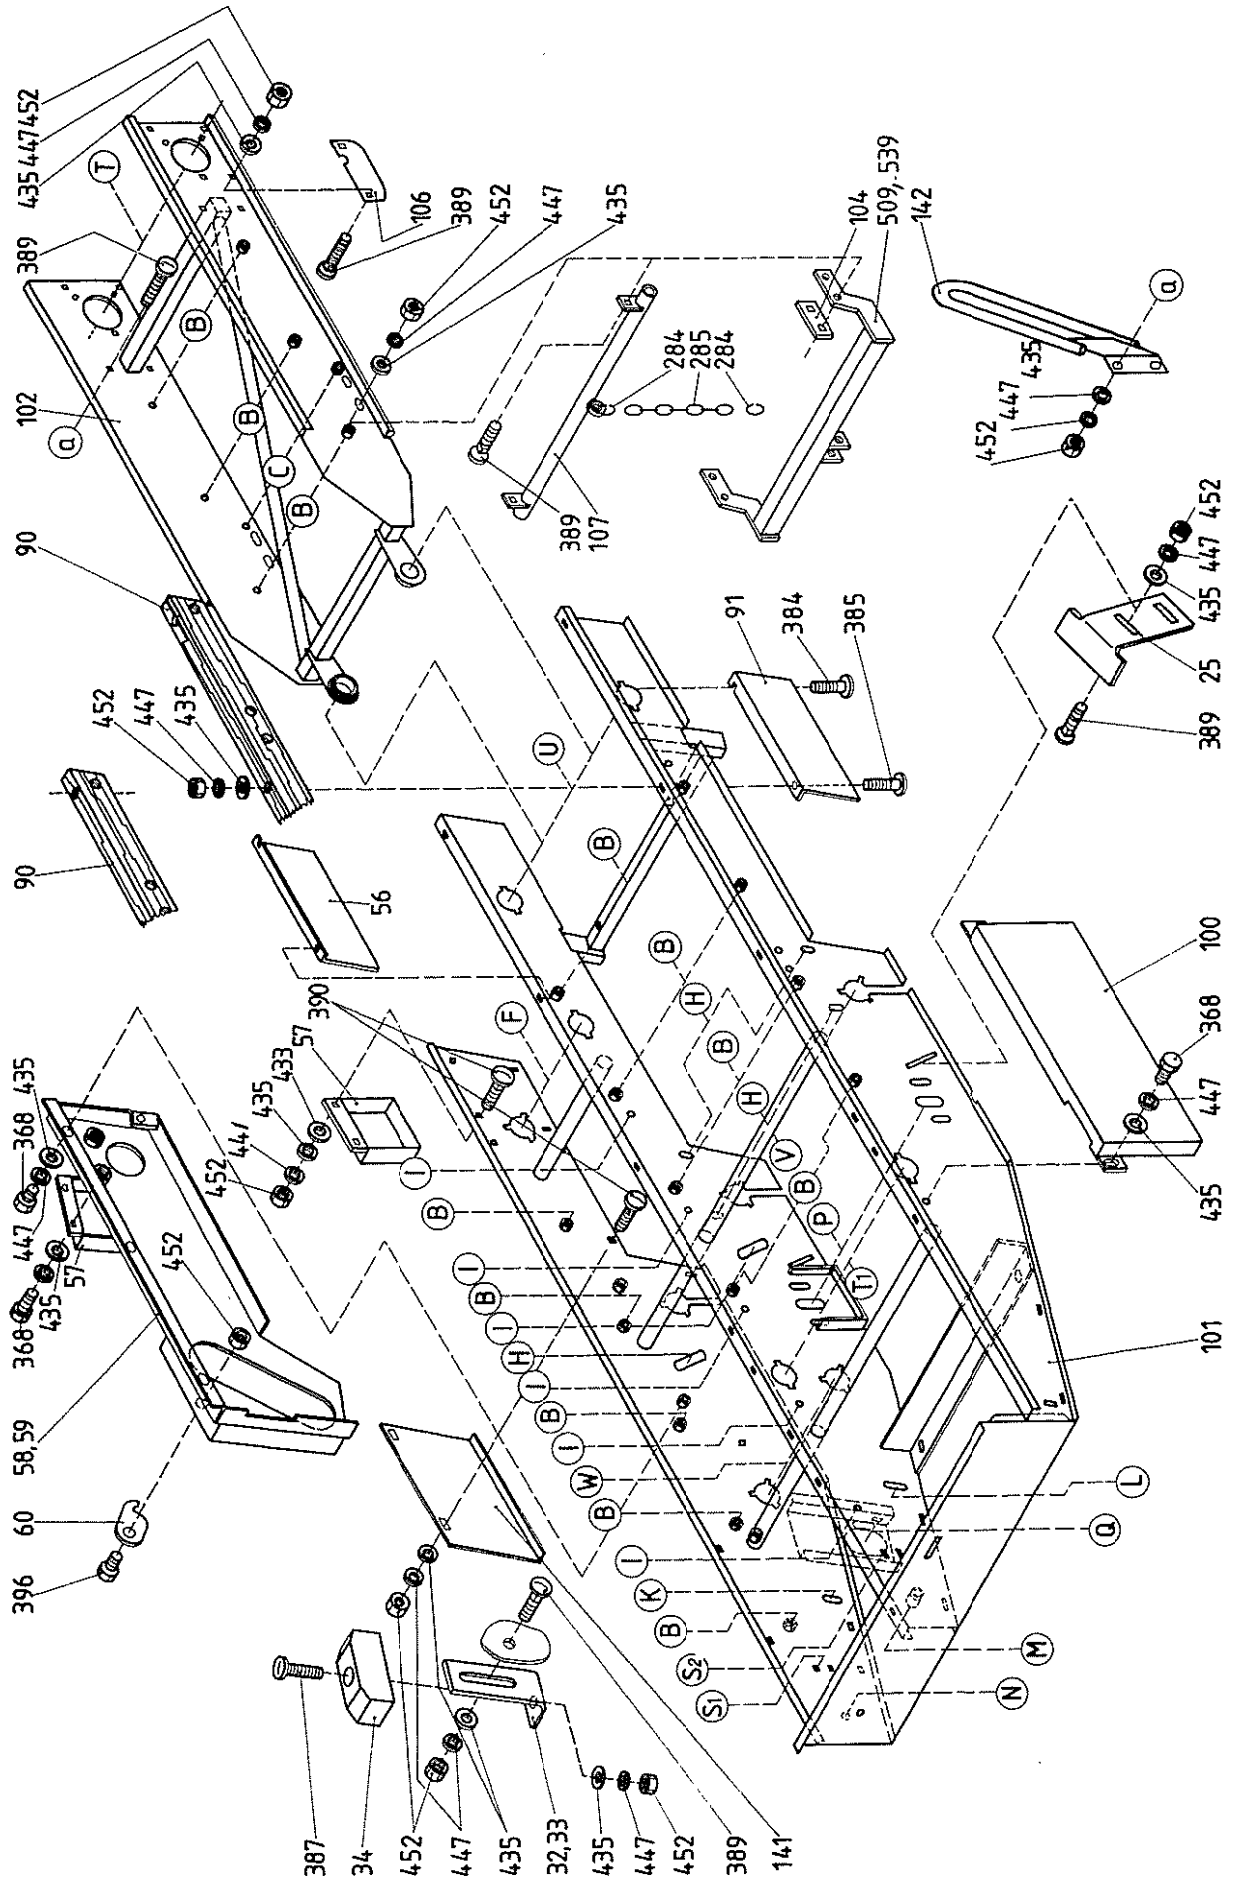 396
60
58,59
368
435
57
447
368
435
452
90
90
452
447
435
102
a
389
T
435 447 452
387
34
452
447
435
32,33
435
447
452
389
141
452
447
435
433
57
390
F
56
I
B
I
B
I
H
I
B
I
W
B
I
K
B
S2
S1
N
M
Q
L
T1
P
B
V
H
B
H
B
B
U
B
B
C
B
106
389
452
447
435
389
107
284
285
284
104
509,-539
142
91
384
385
452
447
435
a
452
447
435
25
389
100
368
447
435
101